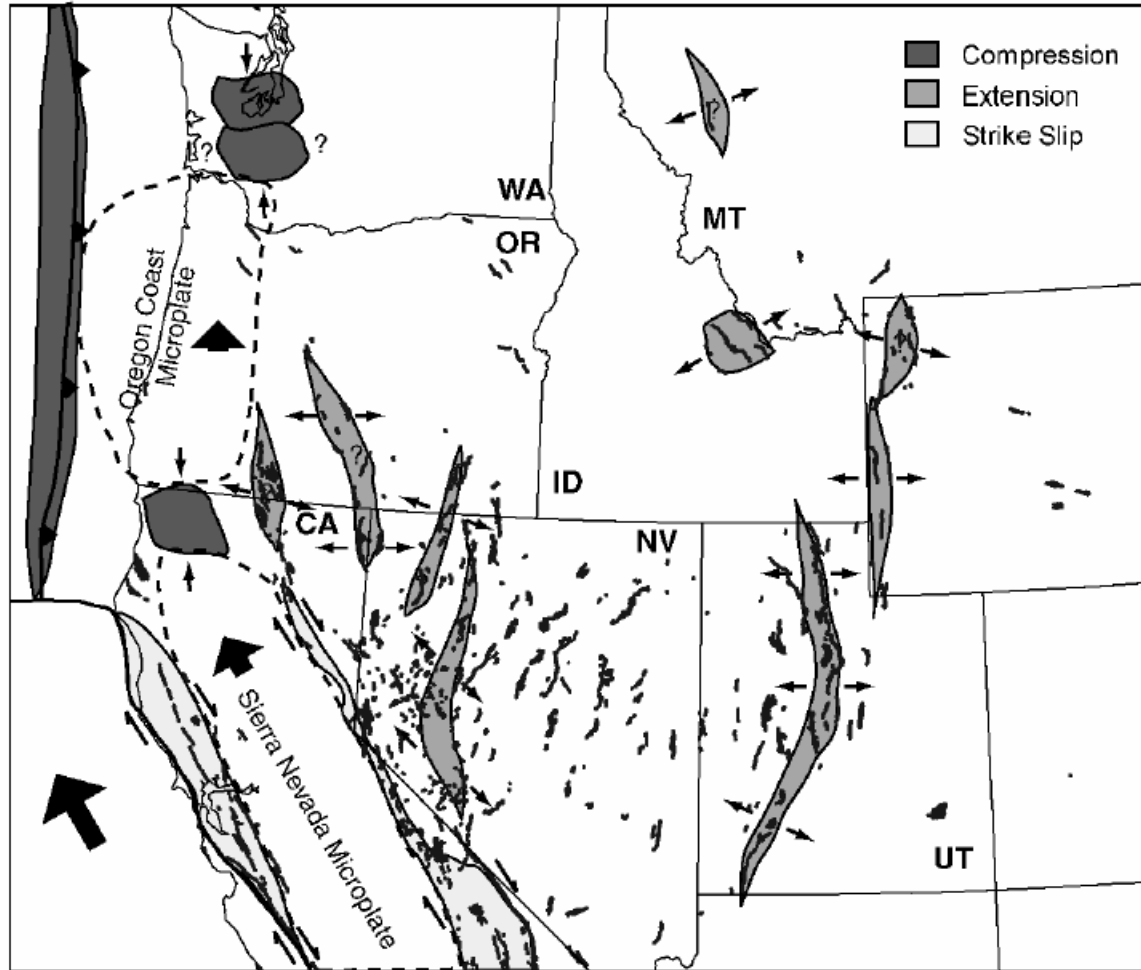 Compression
Extension
Strike Slip
?
?
?
WA
MT
OR
Oregon Coast
Microplate
?
?
ID
CA
NV
Sierra Nevada Microplate
UT